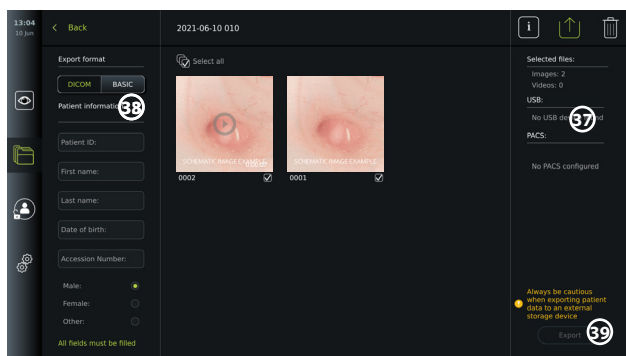 13:04
10 Jun
Back
2021-06-10 010
Export format
DICOM BASIC
Patient information
38
Patient ID:
First name:
Last name:
Date of birth:
Accession Number:
Male:
Female:
Other:
All fields must be filled
Select all
SCHEMATIC IMAGE EXAMPLE
0002
SCHEMATIC IMAGE EXAMPLE
0001
i
Selected files:
Images: 2
Videos: 0
USB:
No USB
37
PACS:
No PACS configured
Always be cautious
when exporting patient
data to an external
storage device
Export
39